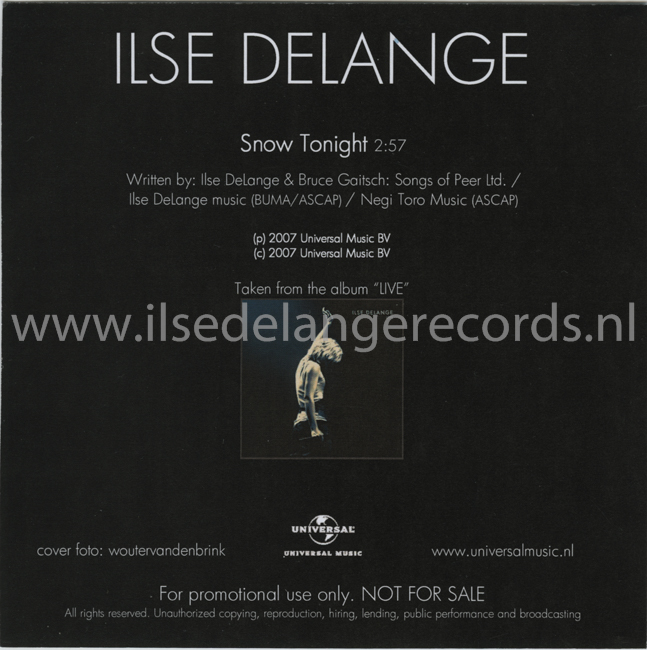 ILSE DELANGE
Snow Tonight 2:57
Written by: Ilse DeLange & Bruce Gaitsch: Songs of Peer Ltd. /
Ilse DeLange music (BUMA/ASCAP) / Negi Toro Music (ASCAP)
(p) 2007 Universal Music BV
(c) 2007 Universal Music BV
Taken from the album "LIVE"
ILSE DELANGE
www.ilsedelangerecords.nl
UNIVERSAL
UNIVERSAL MUSIC
cover foto: woutervandenbrink
www.universalmusic.nl
For promotional use only. NOT FOR SALE
All rights reserved. Unauthorized copying, reproduction, hiring, lending, public performance and broadcasting